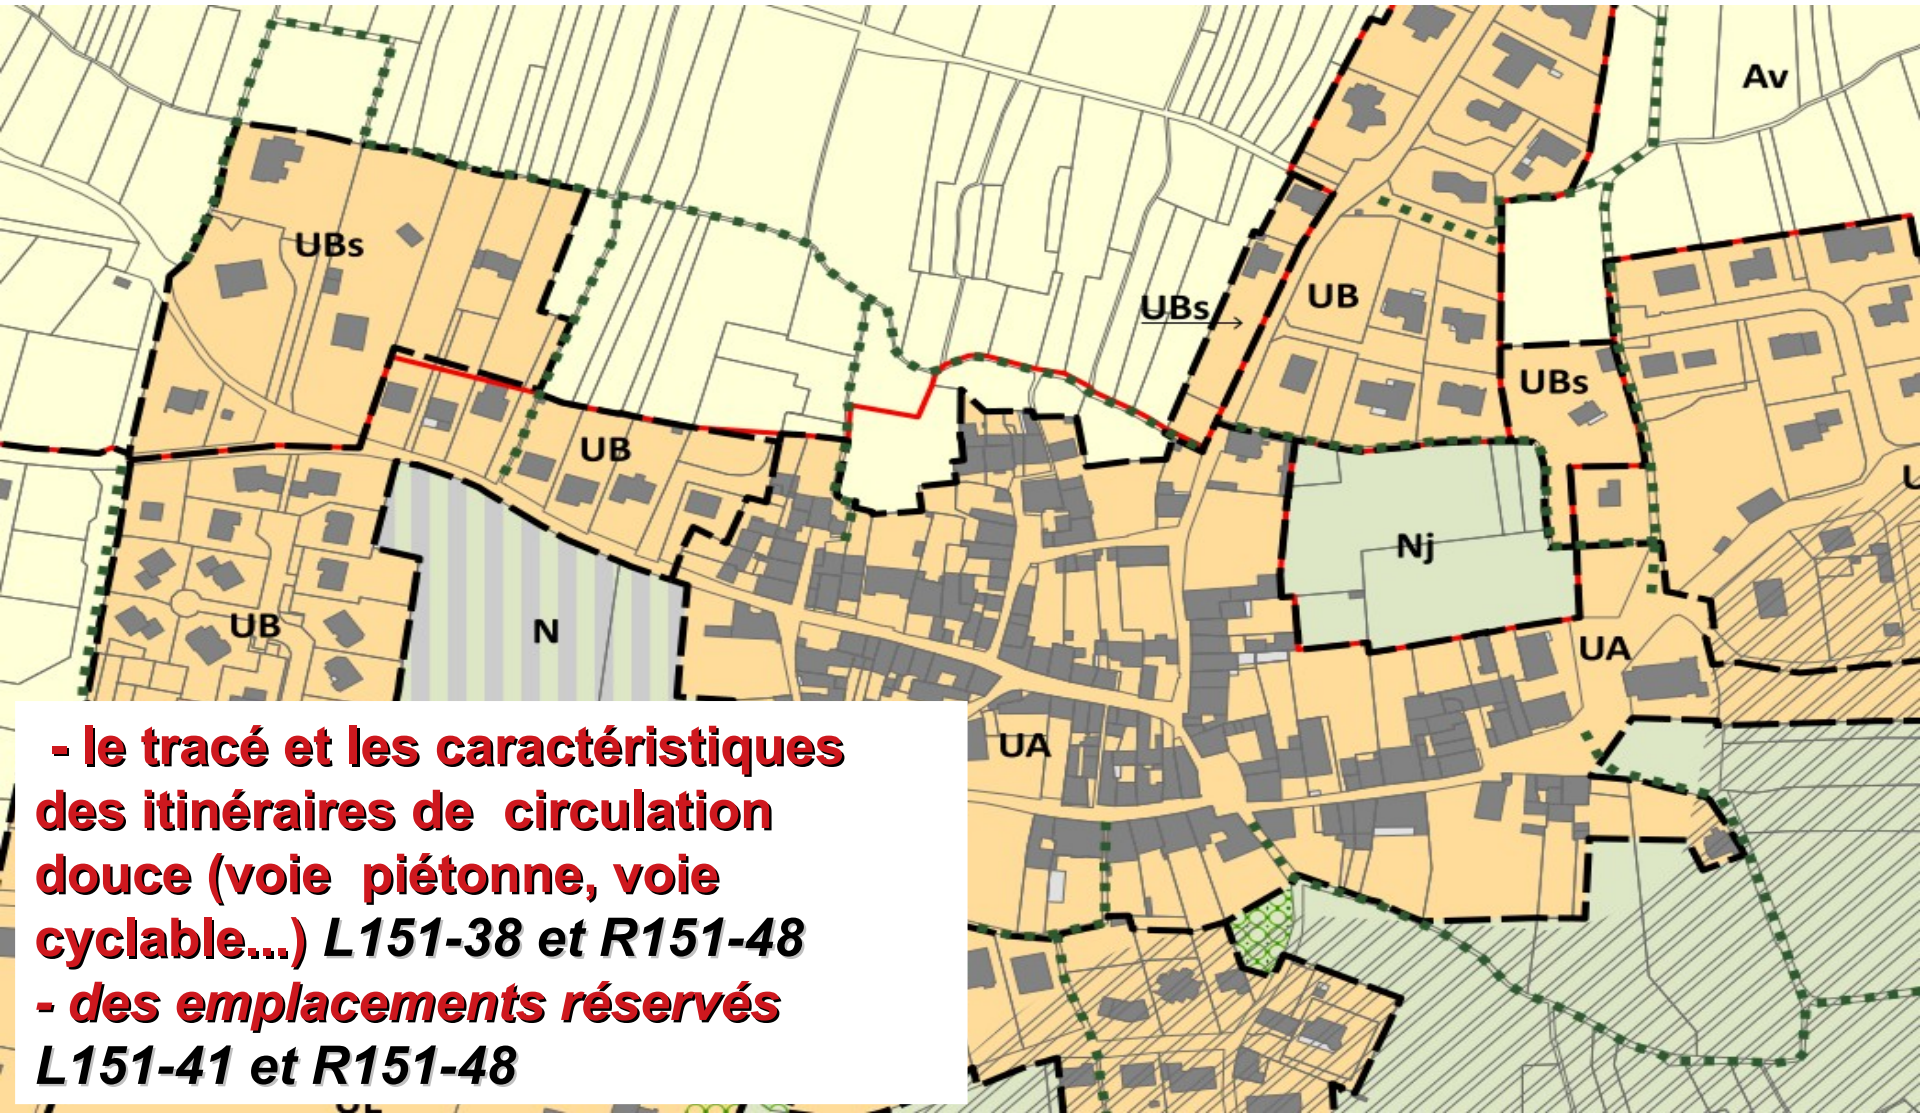 Av
UBs
UBs
UB
UBs
UB
Nj
UB
N
UA
UA
- le tracé et les caractéristiques
des itinéraires de circulation
douce (voie piétonne, voie
cyclable...) L151-38 et R151-48
- des emplacements réservés
L151-41 et R151-48